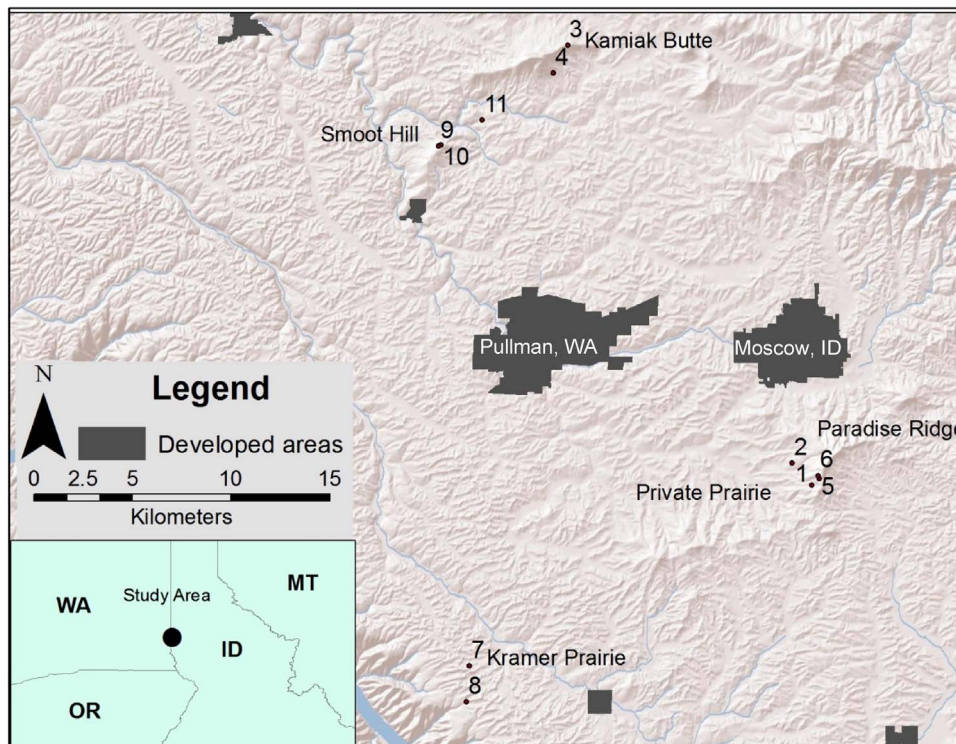 3
Kamiak Butte
4
11
Smoot Hill
9
10
Pullman, WA
Moscow, ID
N
Legend
Developed areas
0 2.5 5 10 15
Kilometers
Paradise Ridge
2
6
1
5
Private Prairie
WA
Study Area
MT
ID
OR
7
Kramer Prairie
8